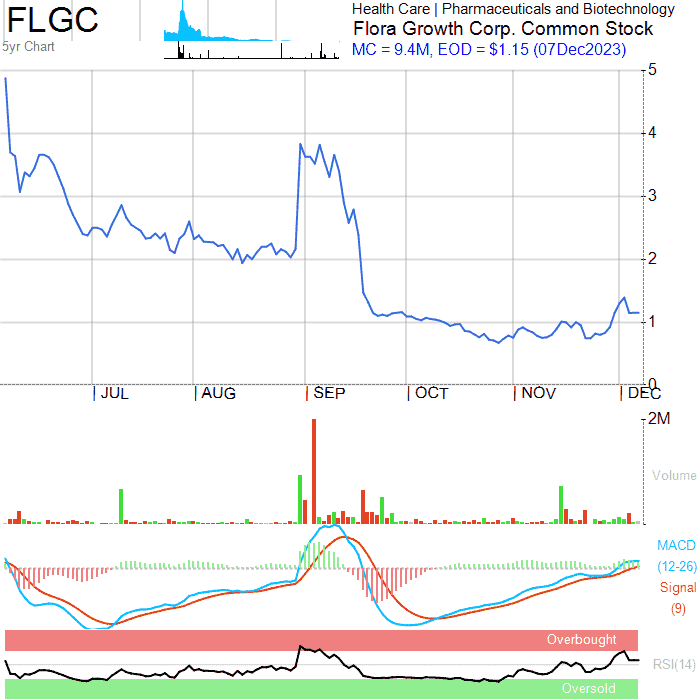 FLGC
5yr Chart
Health Care | Pharmaceuticals and Biotechnology
Flora Growth Corp. Common Stock
MC = 9.4M, EOD = $1.15 (07Dec2023)
5
4
3
2
1
0
JUL AUG SEP OCT NOV DEC
2M
Volume
MACD
(12-26)
Signal
(9)
Overbought
RSI(14)
Oversold